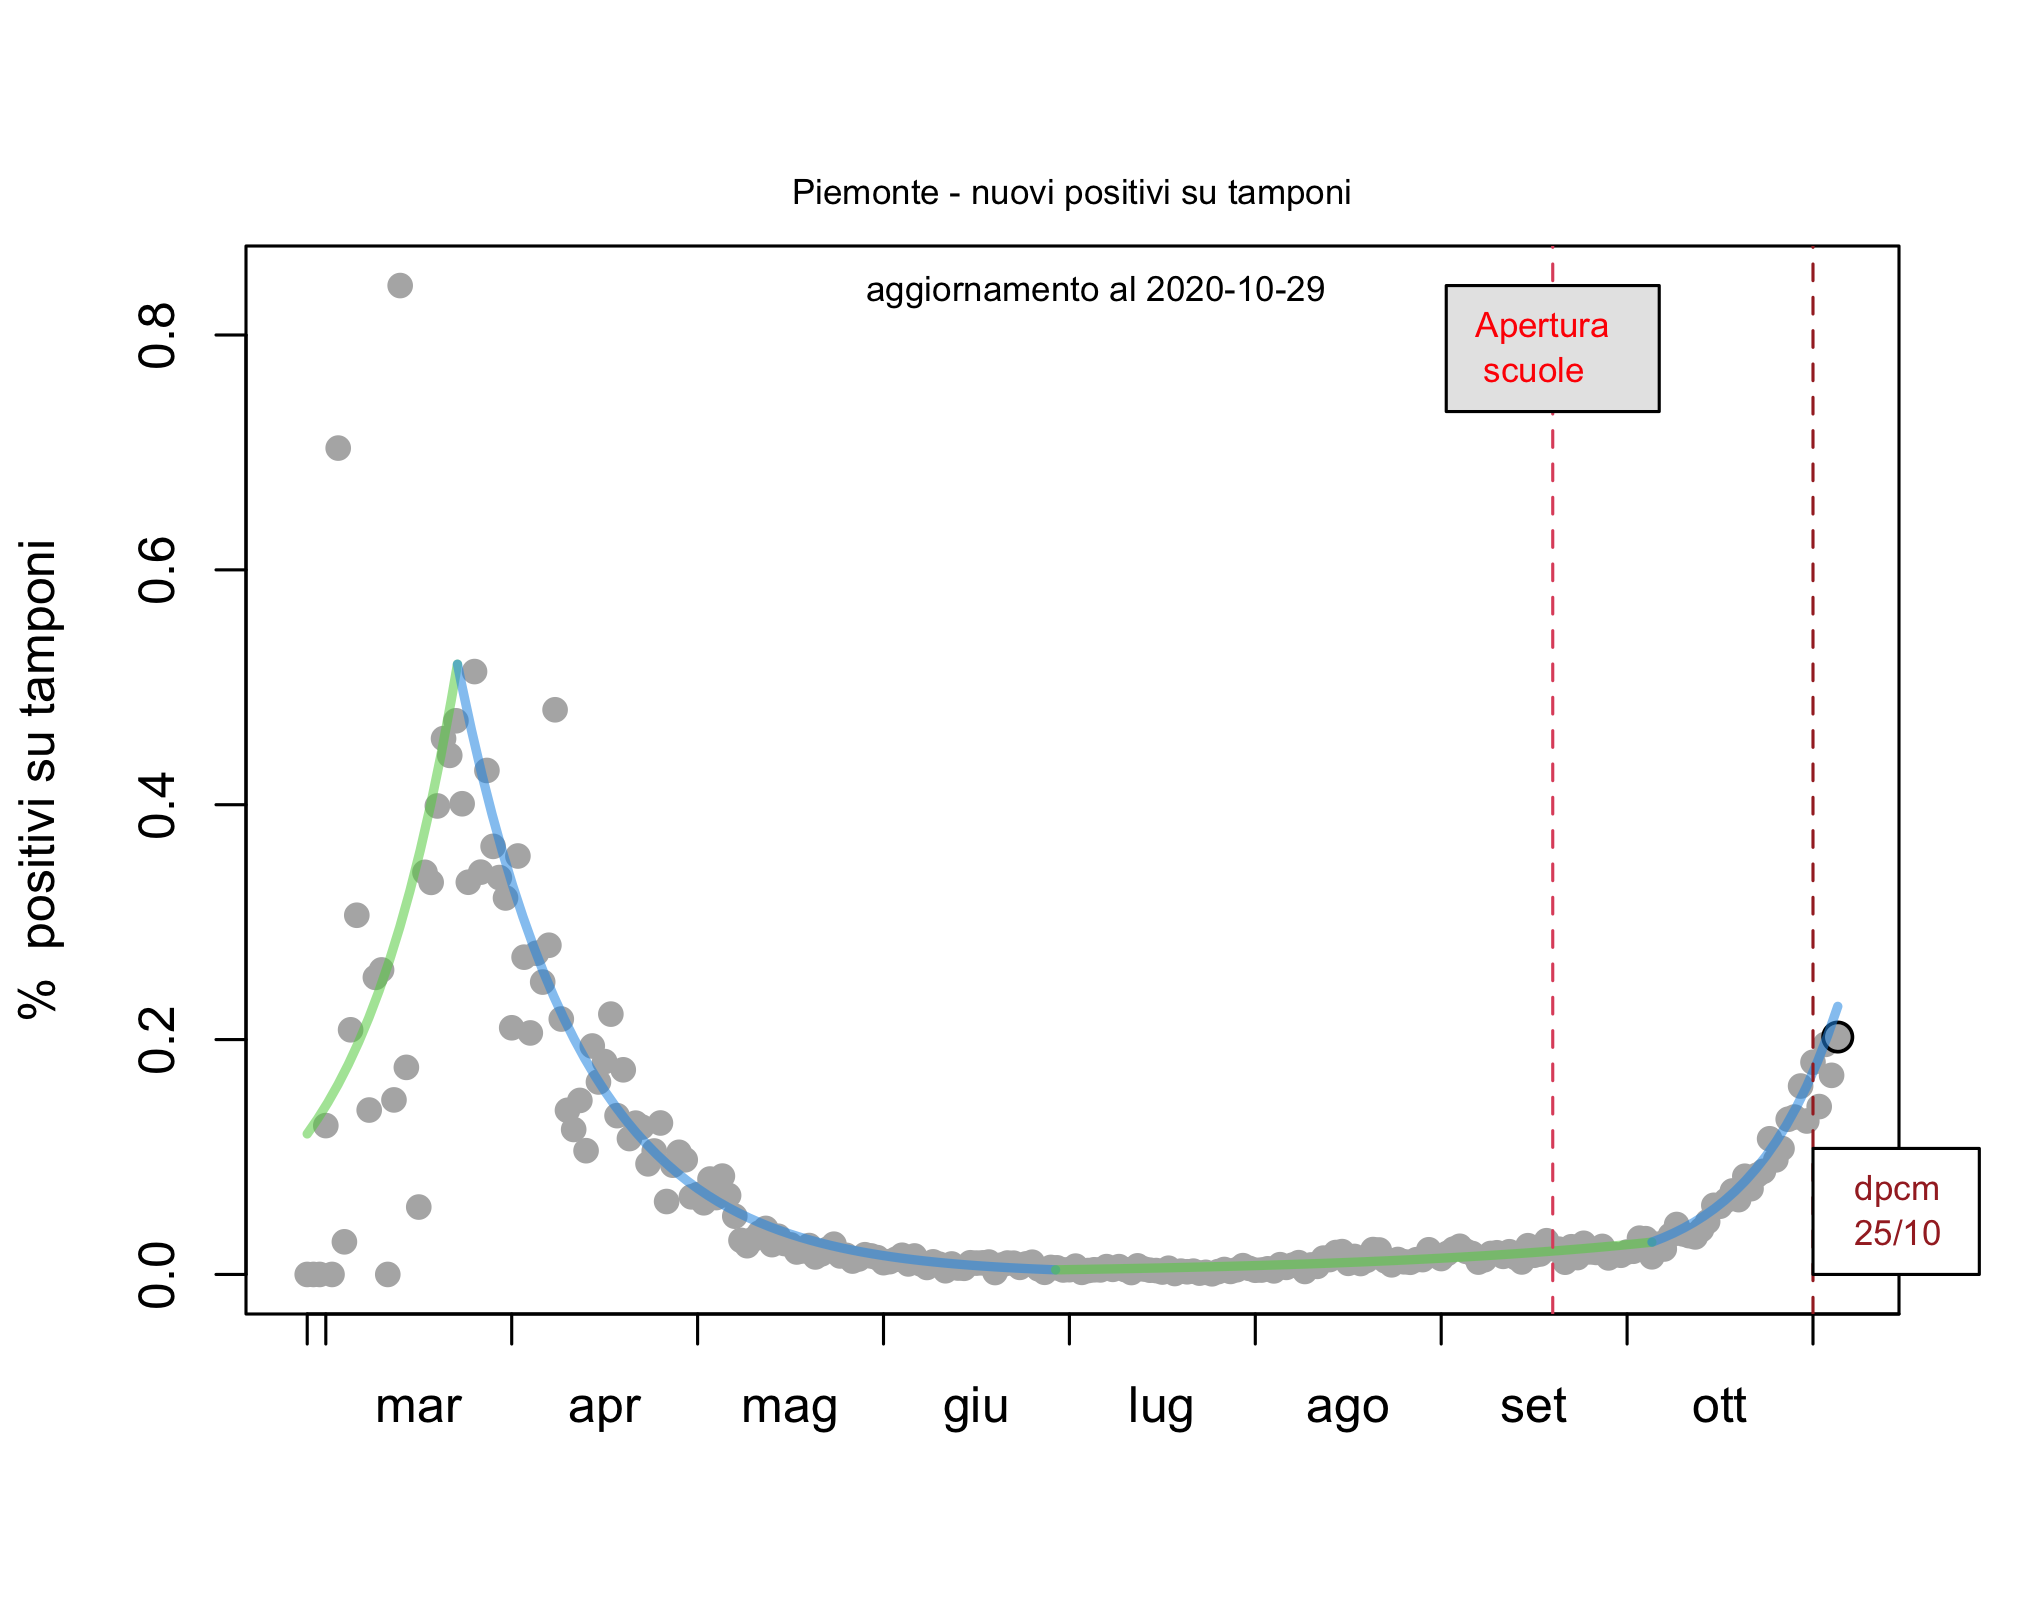 Piemonte - nuovi positivi su tamponi
aggiornamento al 2020-10-29
Apertura
scuole
% positivi su tamponi
0.8
0.6
0.4
0.2
0.0
dpcm
25/10
mar apr mag giu lug ago set ott